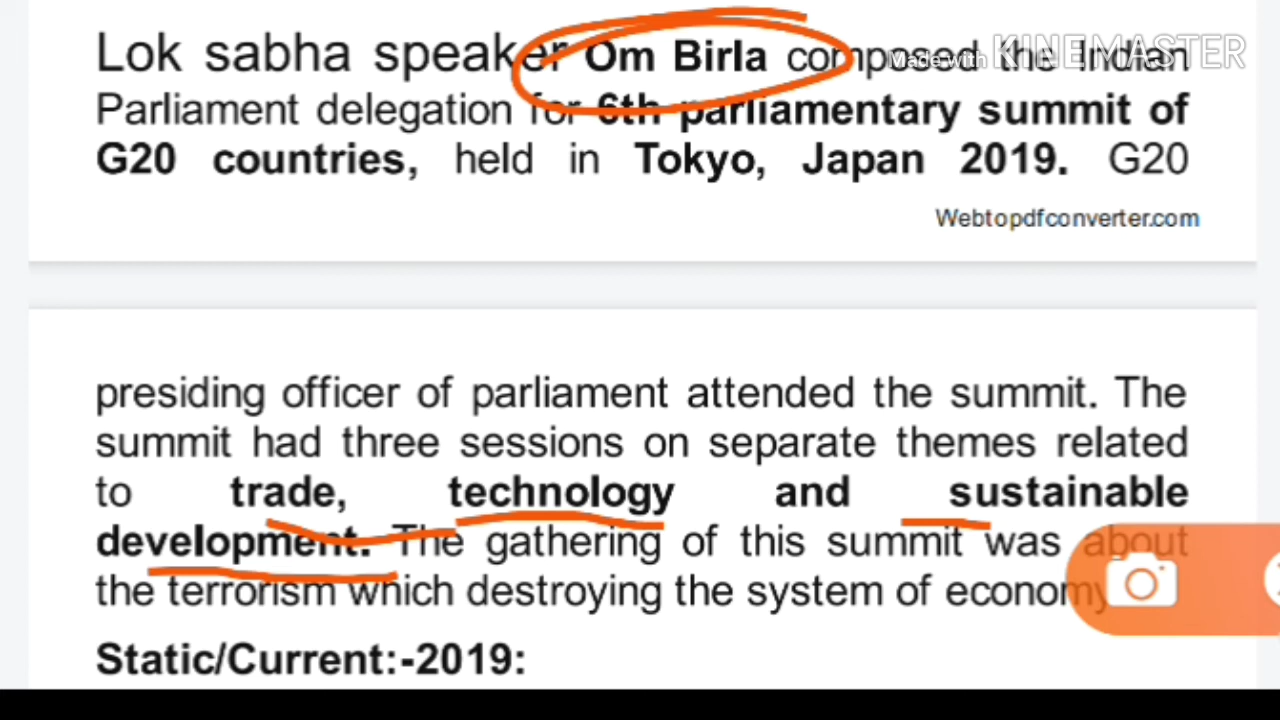 Lok sabha speaker Om Birla composed the Indian
Made with KINEMASTER
Parliament delegation for 6th parliamentary summit of
G20 countries, held in Tokyo, Japan 2019. G20
Webtopdfconverter.com
presiding officer of parliament attended the summit. The
summit had three sessions on separate themes related
to trade, technology and sustainable
development. The gathering of this summit was about
the terrorism which destroying the system of economy
Static/Current:-2019: